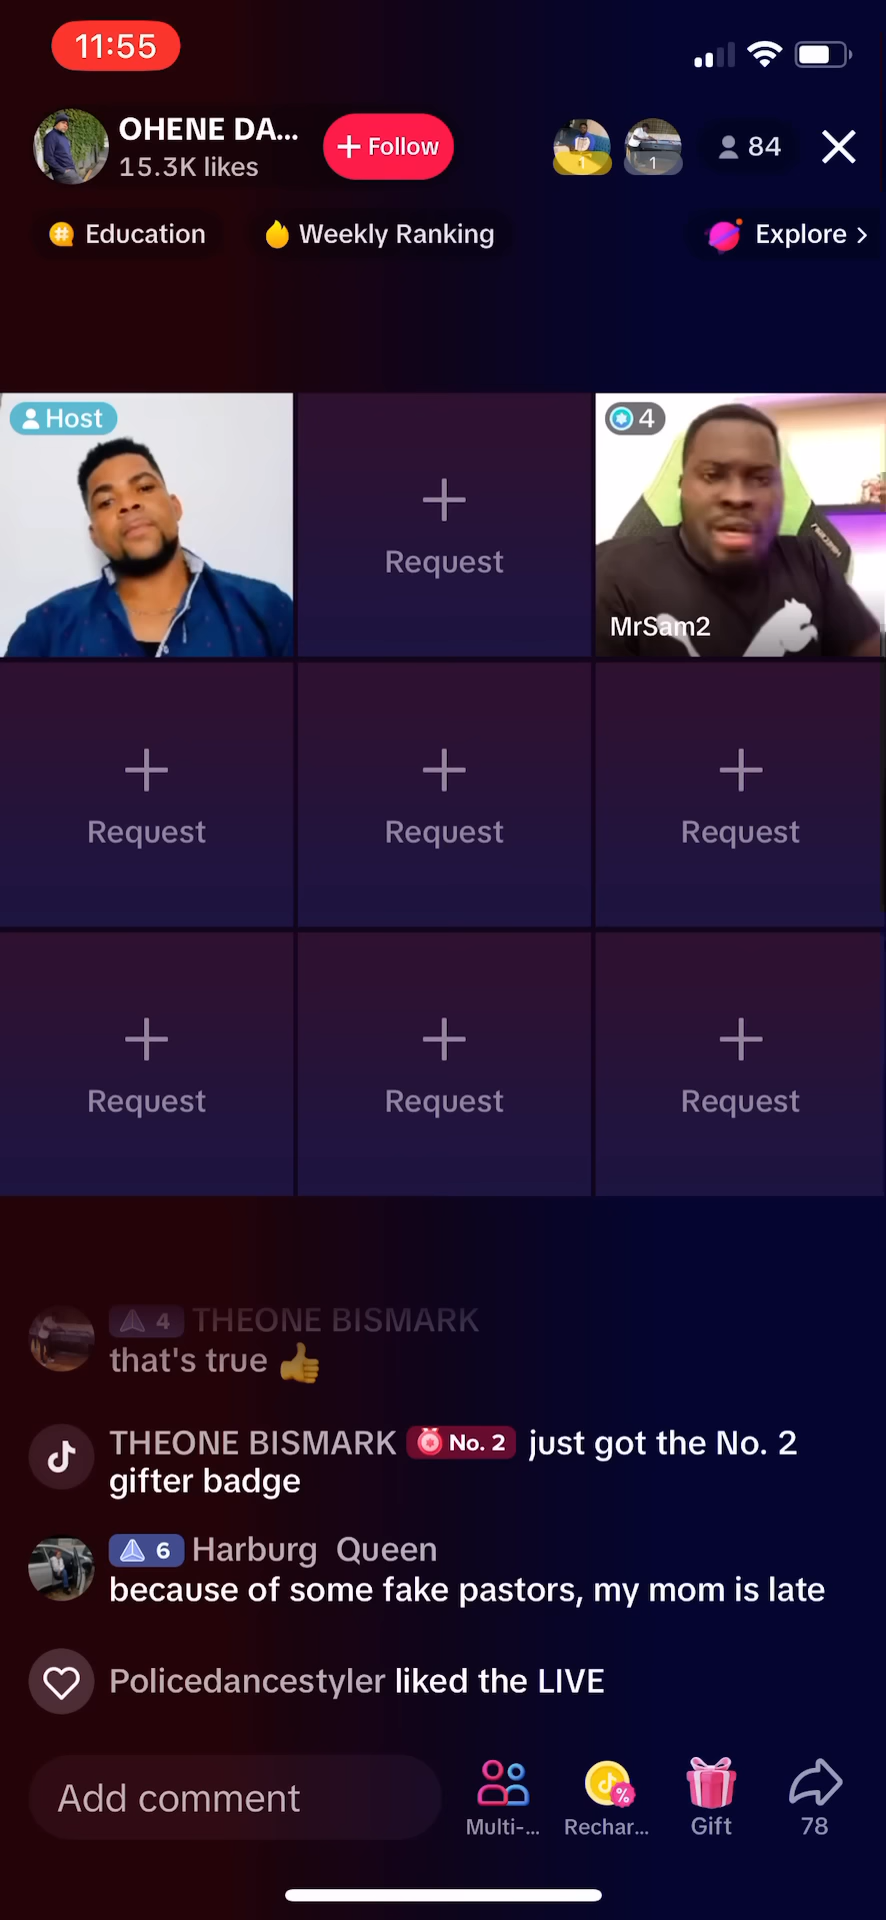 11:55
OHENE DA...
15.3K likes
+ Follow
1
1
84
Education
Weekly Ranking
Explore >
Host
Request
4
MrSam2
Request
Request
Request
Request
Request
Request
4 THEONE BISMARK
that's true 👍
THEONE BISMARK No. 2 just got the No. 2
gifter badge
6 Harburg Queen
because of some fake pastors, my mom is late
Policedancestyler liked the LIVE
Add comment
Multi-...
Rechar...
Gift
78